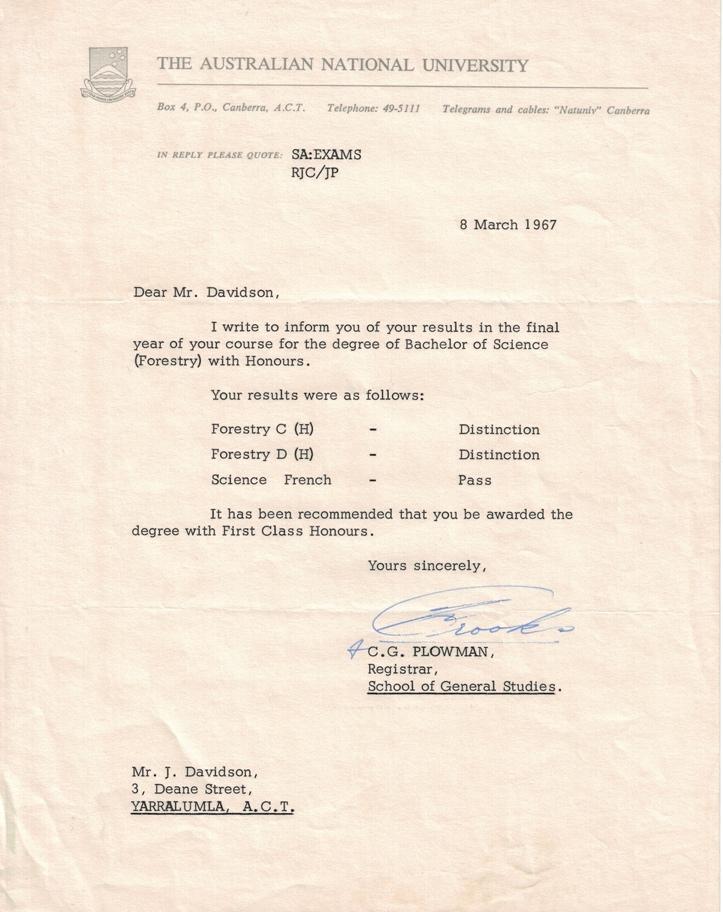 THE AUSTRALIAN NATIONAL UNIVERSITY
Box 4, P.O., Canberra, A.C.T. Telephone: 49-5111 Telegrams and cables: "Natuniv" Canberra
IN REPLY PLEASE QUOTE: SA:EXAMS
RJC/JP
8 March 1967
Dear Mr. Davidson,
I write to inform you of your results in the final
year of your course for the degree of Bachelor of Science
(Forestry) with Honours.
Your results were as follows:
Forestry C (H) - Distinction
Forestry D (H) - Distinction
Science French - Pass
It has been recommended that you be awarded the
degree with First Class Honours.
Yours sincerely,
Crooks
C.G. PLOWMAN,
Registrar,
School of General Studies.
Mr. J. Davidson,
3, Deane Street,
YARRALUMLA, A.C.T.